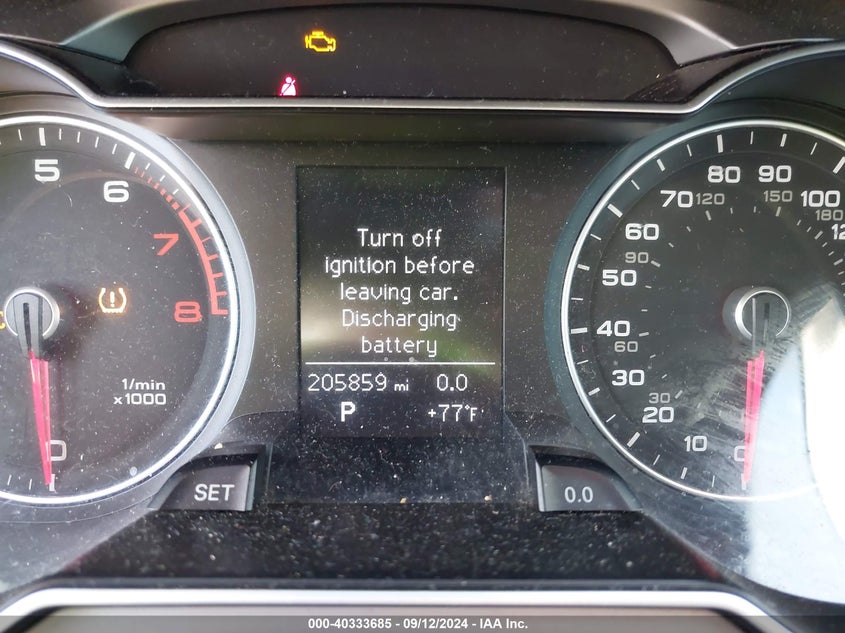 5
6
7
8
1/min
x1000
0
SET
Turn off
ignition before
leaving car.
Discharging
battery
205859 mi 0.0
P +77°F
0.0
0
10
20
30
30
40
60
50
60
90
70
120
80
90
150
100
180
000-40333685 - 09/12/2024 - IAA Inc.